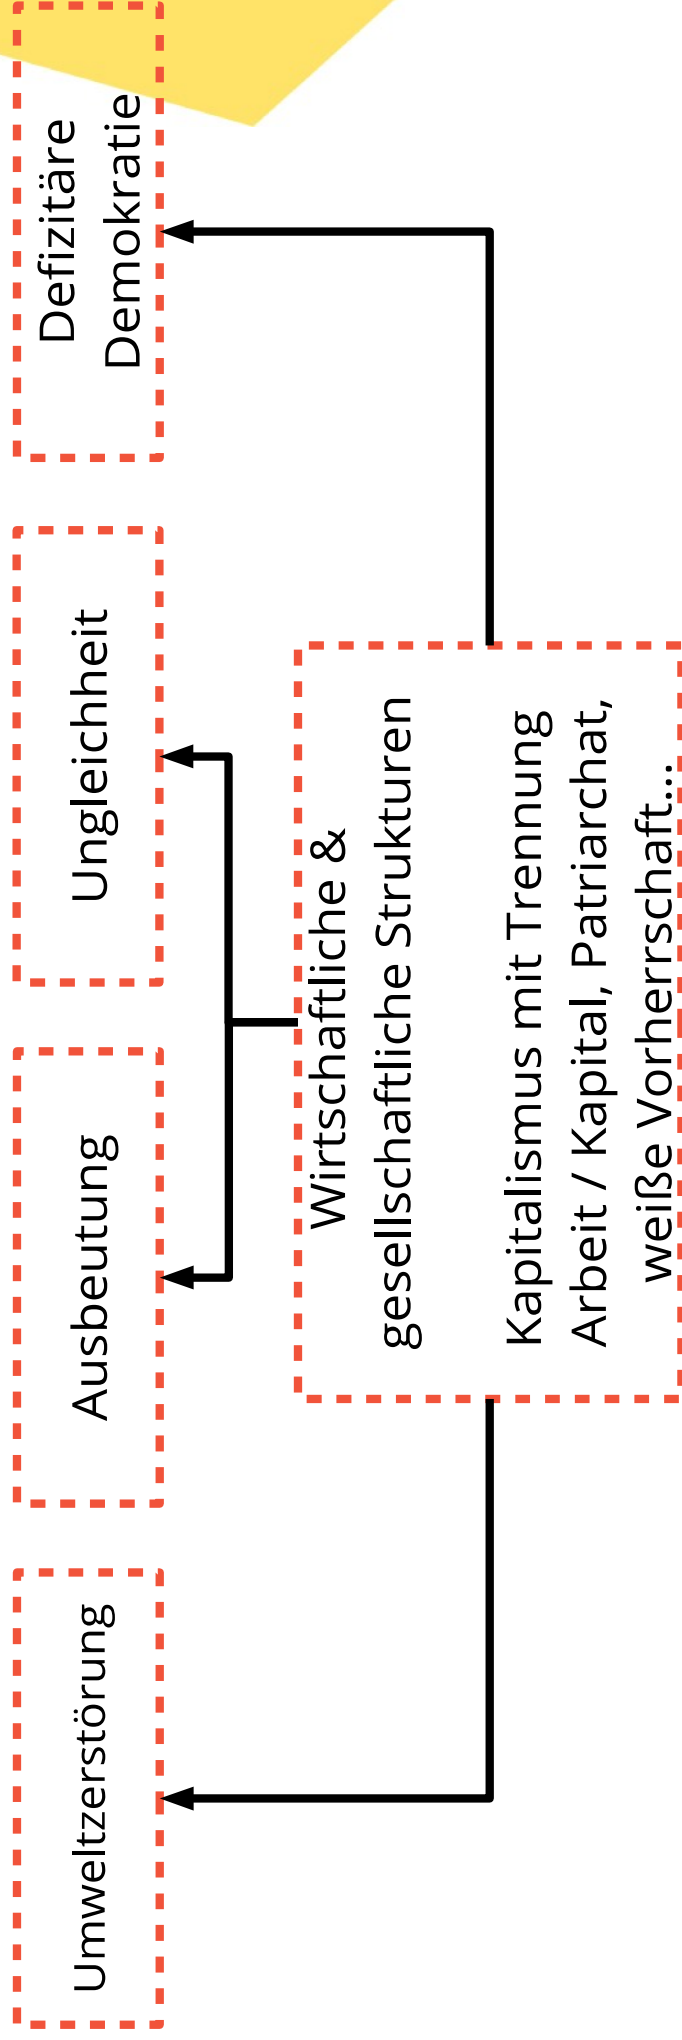 Umweltzerstörung
Ausbeutung
Ungleichheit
Defizitäre
Demokratie
Wirtschaftliche &
gesellschaftliche Strukturen
Kapitalismus mit Trennung
Arbeit / Kapital, Patriarchat,
weiße Vorherrschaft...